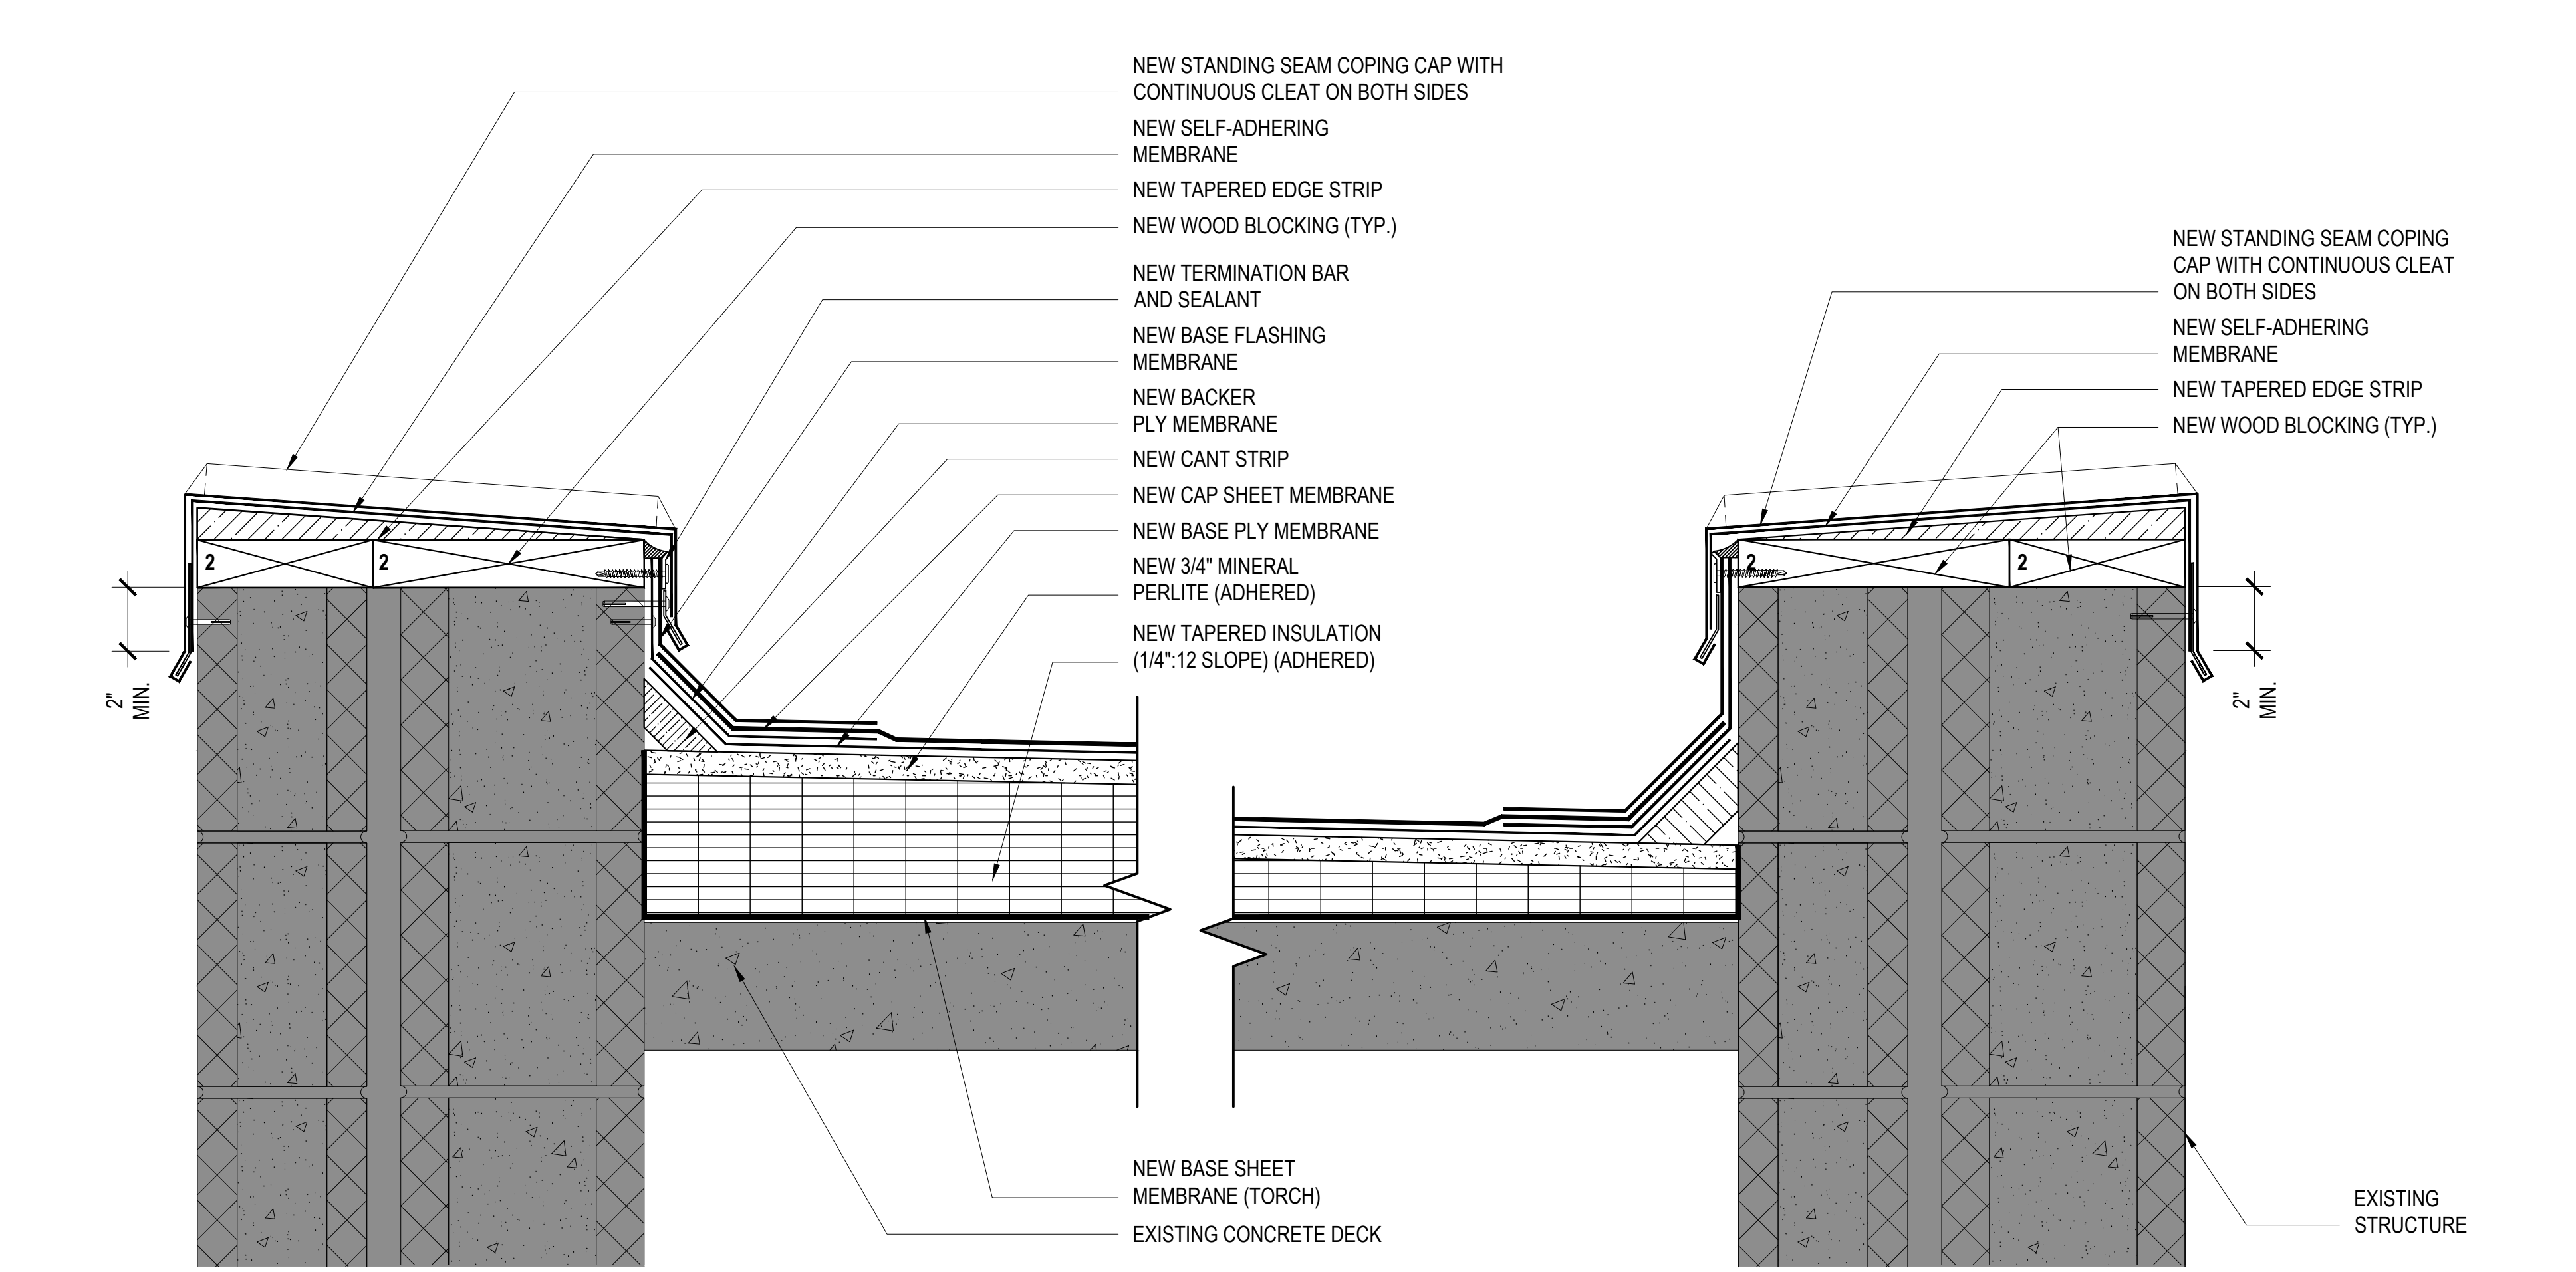 NEW STANDING SEAM COPING CAP WITH
CONTINUOUS CLEAT ON BOTH SIDES
NEW SELF-ADHERING
MEMBRANE
NEW TAPERED EDGE STRIP
NEW WOOD BLOCKING (TYP.)
NEW TERMINATION BAR
AND SEALANT
NEW BASE FLASHING
MEMBRANE
NEW BACKER
PLY MEMBRANE
NEW CANT STRIP
NEW CAP SHEET MEMBRANE
NEW BASE PLY MEMBRANE
NEW 3/4" MINERAL
PERLITE (ADHERED)
NEW TAPERED INSULATION
(1/4":12 SLOPE) (ADHERED)
NEW STANDING SEAM COPING
CAP WITH CONTINUOUS CLEAT
ON BOTH SIDES
NEW SELF-ADHERING
MEMBRANE
NEW TAPERED EDGE STRIP
NEW WOOD BLOCKING (TYP.)
2
2
2
2
2"
MIN.
2"
MIN.
NEW BASE SHEET
MEMBRANE (TORCH)
EXISTING CONCRETE DECK
EXISTING
STRUCTURE